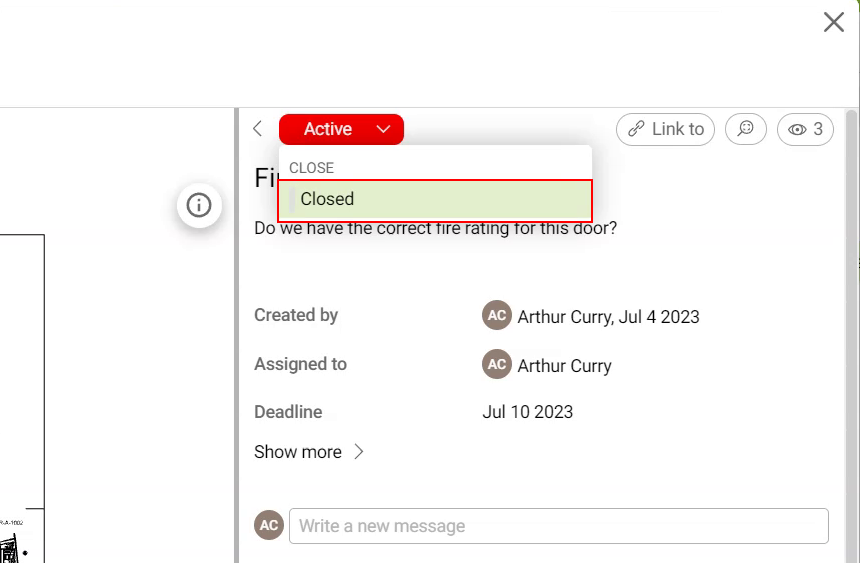 Active
Link to
3
CLOSE
Fi
Closed
Do we have the correct fire rating for this door?
Created by
AC Arthur Curry, Jul 4 2023
Assigned to
AC Arthur Curry
Deadline
Jul 10 2023
Show more
AC Write a new message